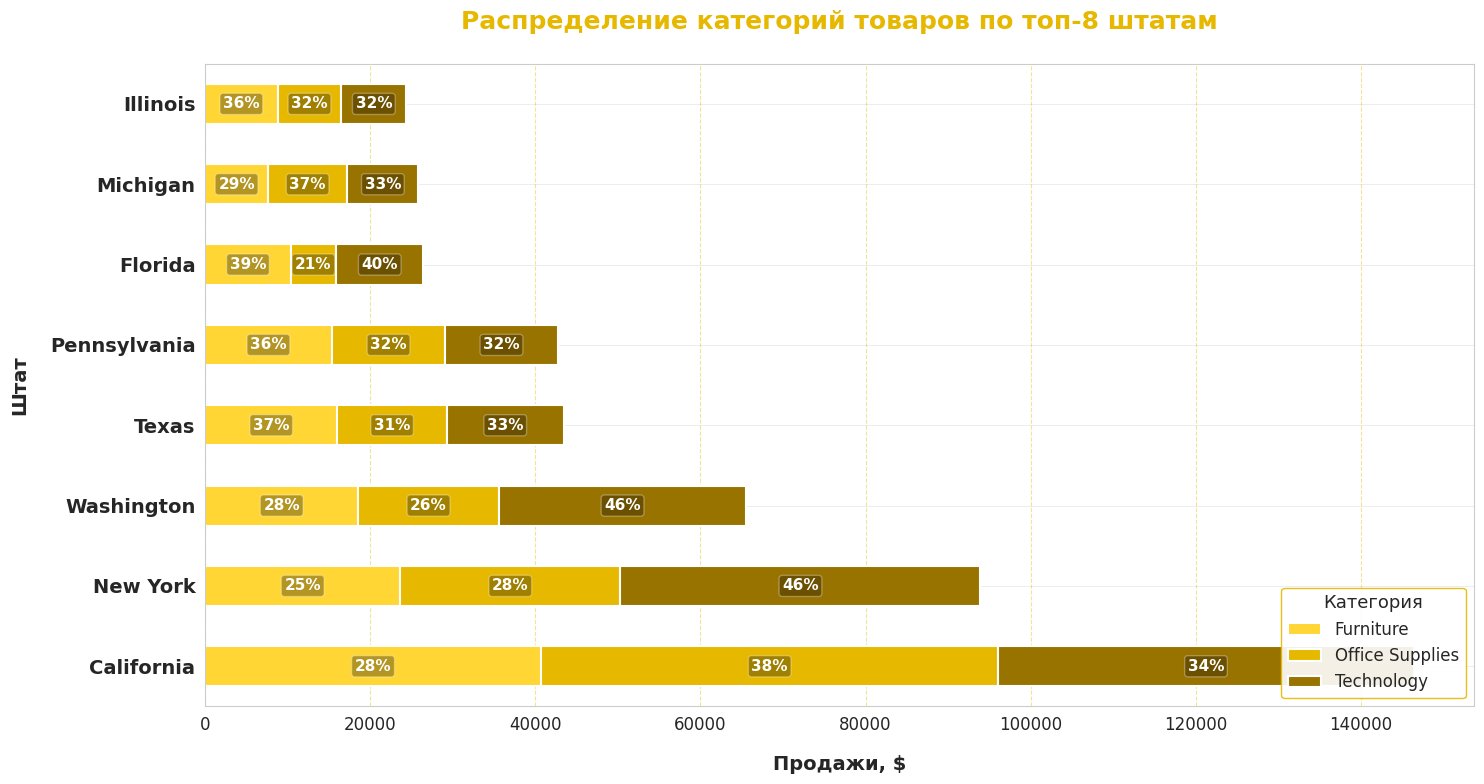 Распределение категорий товаров по топ-8 штатам
Illinois 36% 32% 32%
Michigan 29% 37% 33%
Florida 39% 21% 40%
Pennsylvania 36% 32% 32%
Texas 37% 31% 33%
Washington 28% 26% 46%
New York 25% 28% 46%
California 28% 38% 34%
Штат
Категория
Furniture
Office Supplies
Technology
0 20000 40000 60000 80000 100000 120000 140000
Продажи, $